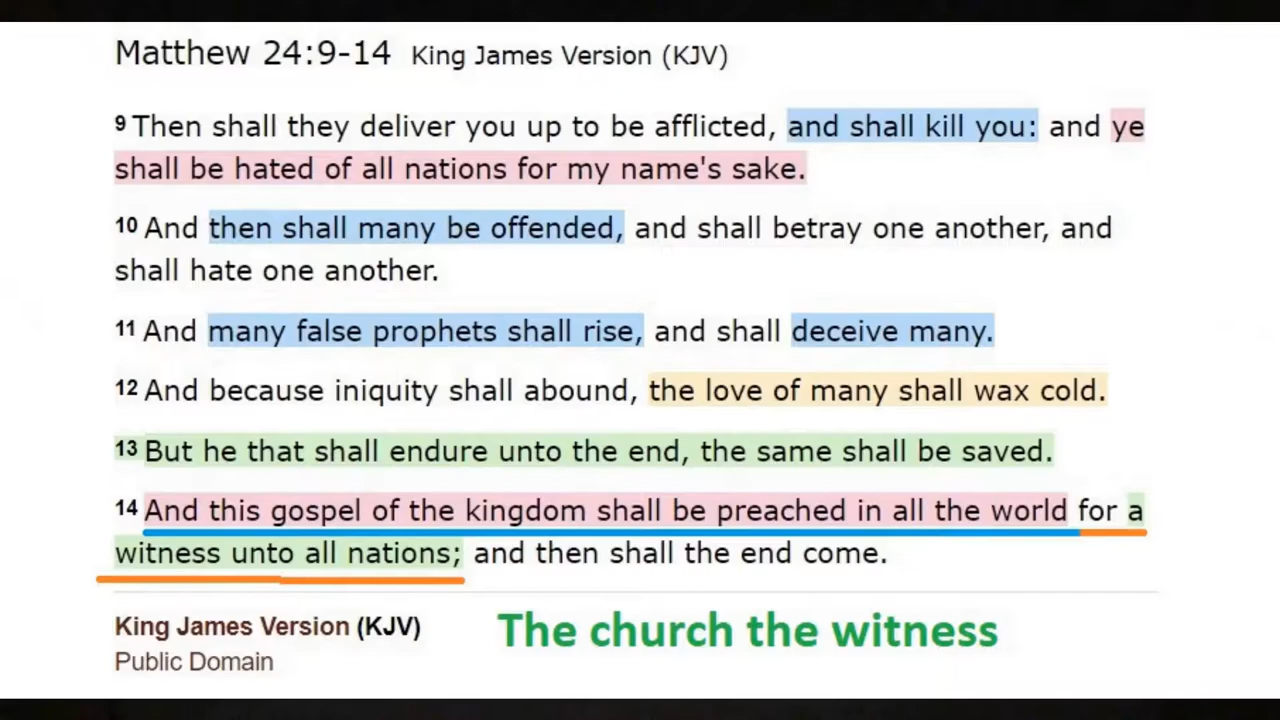 Matthew 24:9-14 King James Version (KJV)
9 Then shall they deliver you up to be afflicted, and shall kill you: and ye
shall be hated of all nations for my name's sake.
10 And then shall many be offended, and shall betray one another, and
shall hate one another.
11 And many false prophets shall rise, and shall deceive many.
12 And because iniquity shall abound, the love of many shall wax cold.
13 But he that shall endure unto the end, the same shall be saved.
14 And this gospel of the kingdom shall be preached in all the world for a
witness unto all nations; and then shall the end come.
King James Version (KJV)
Public Domain
The church the witness